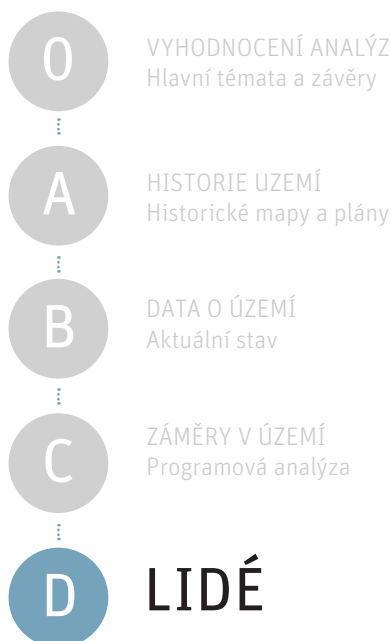 O
VYHODNOCENÍ ANALÝZ
Hlavní témata a závěry
A
HISTORIE UZEMÍ
Historické mapy a plány
B
DATA O ÚZEMÍ
Aktuální stav
C
ZÁMĚRY V ÚZEMÍ
Programová analýza
D
LIDÉ